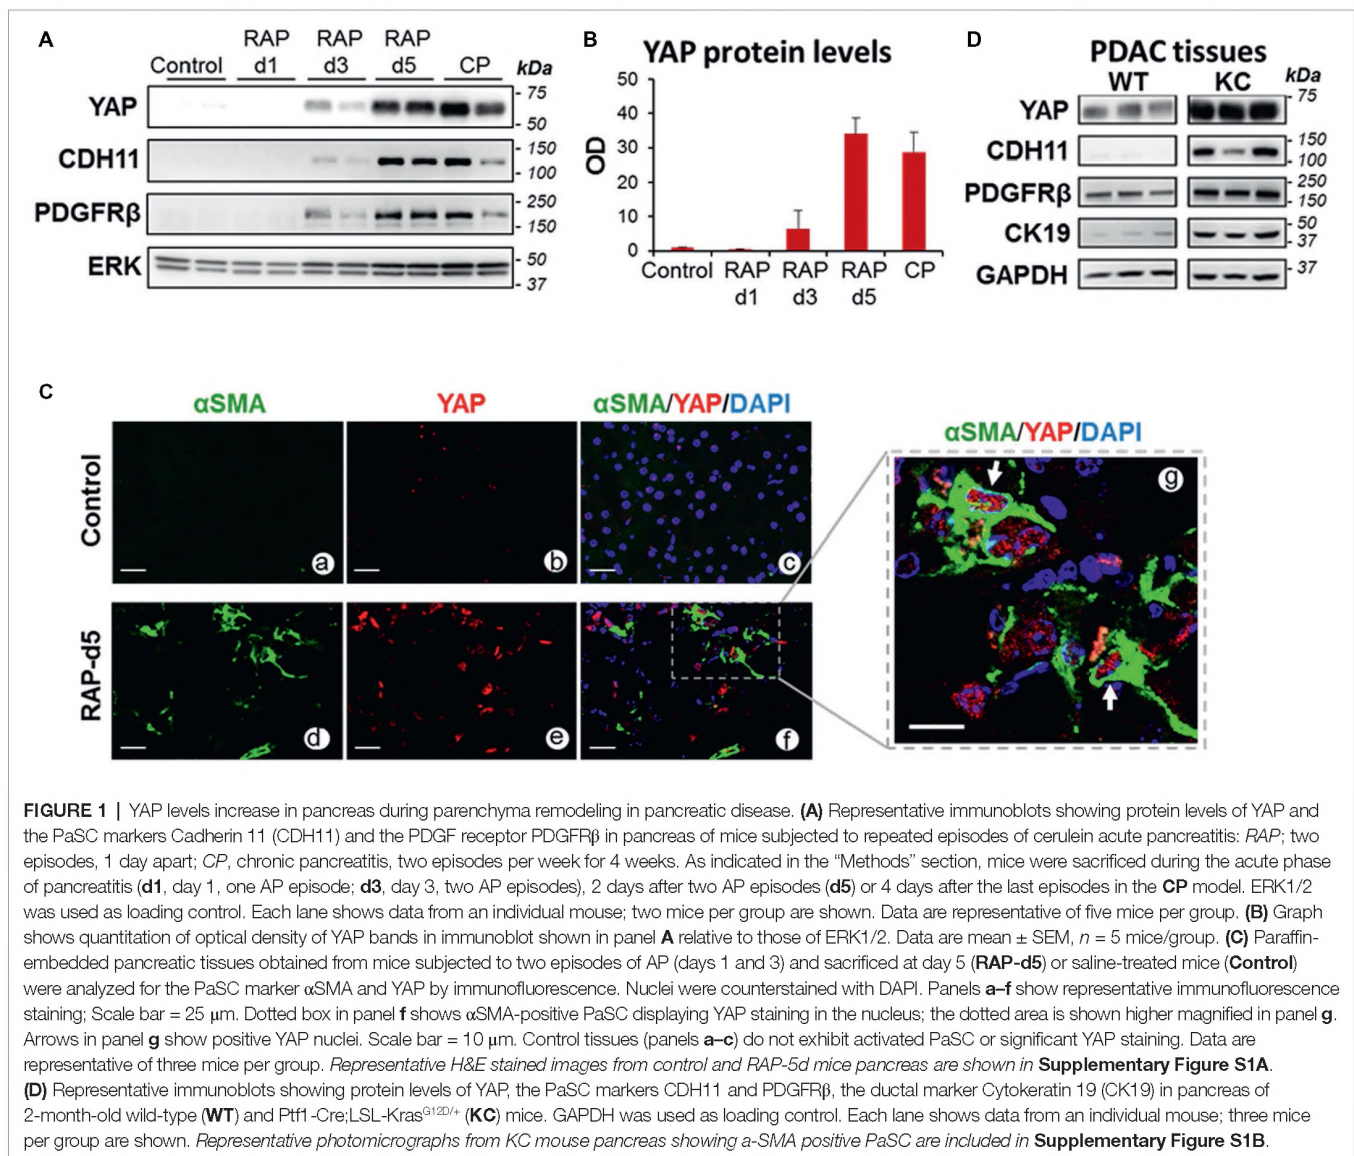 A
Control
RAP
d1
RAP
d3
RAP
d5
CP
kDa
YAP
- 75
- 50
CDH11
- 150
- 100
PDGFRβ
- 250
- 150
ERK
- 50
- 37
B
YAP protein levels
OD
50
40
30
20
10
0
Control
RAP
d1
RAP
d3
RAP
d5
CP
D
PDAC tissues
WT
KC
kDa
YAP
- 75
CDH11
- 150
- 100
PDGFRβ
- 250
- 150
CK19
- 50
- 37
GAPDH
- 37
C
αSMA
YAP
αSMA/YAP/DAPI
Control
a
b
c
RAP-d5
d
e
f
αSMA/YAP/DAPI
g
FIGURE 1 | YAP levels increase in pancreas during parenchyma remodeling in pancreatic disease. (A) Representative immunoblots showing protein levels of YAP and
the PaSC markers Cadherin 11 (CDH11) and the PDGF receptor PDGFRβ in pancreas of mice subjected to repeated episodes of cerulein acute pancreatitis: RAP; two
episodes, 1 day apart; CP, chronic pancreatitis, two episodes per week for 4 weeks. As indicated in the “Methods” section, mice were sacrificed during the acute phase
of pancreatitis (d1, day 1, one AP episode; d3, day 3, two AP episodes), 2 days after two AP episodes (d5) or 4 days after the last episodes in the CP model. ERK1/2
was used as loading control. Each lane shows data from an individual mouse; two mice per group are shown. Data are representative of five mice per group. (B) Graph
shows quantitation of optical density of YAP bands in immunoblot shown in panel A relative to those of ERK1/2. Data are mean ± SEM, n = 5 mice/group. (C) Paraffin-
embedded pancreatic tissues obtained from mice subjected to two episodes of AP (days 1 and 3) and sacrificed at day 5 (RAP-d5) or saline-treated mice (Control)
were analyzed for the PaSC marker αSMA and YAP by immunofluorescence. Nuclei were counterstained with DAPI. Panels a–f show representative immunofluorescence
staining; Scale bar = 25 μm. Dotted box in panel f shows αSMA-positive PaSC displaying YAP staining in the nucleus; the dotted area is shown higher magnified in panel g.
Arrows in panel g show positive YAP nuclei. Scale bar = 10 μm. Control tissues (panels a–c) do not exhibit activated PaSC or significant YAP staining. Data are
representative of three mice per group. Representative H&E stained images from control and RAP-5d mice pancreas are shown in Supplementary Figure S1A.
(D) Representative immunoblots showing protein levels of YAP, the PaSC markers CDH11 and PDGFRβ, the ductal marker Cytokeratin 19 (CK19) in pancreas of
2-month-old wild-type (WT) and Ptf1-Cre;LSL-KrasG12D/+ (KC) mice. GAPDH was used as loading control. Each lane shows data from an individual mouse; three mice
per group are shown. Representative photomicrographs from KC mouse pancreas showing a-SMA positive PaSC are included in Supplementary Figure S1B.